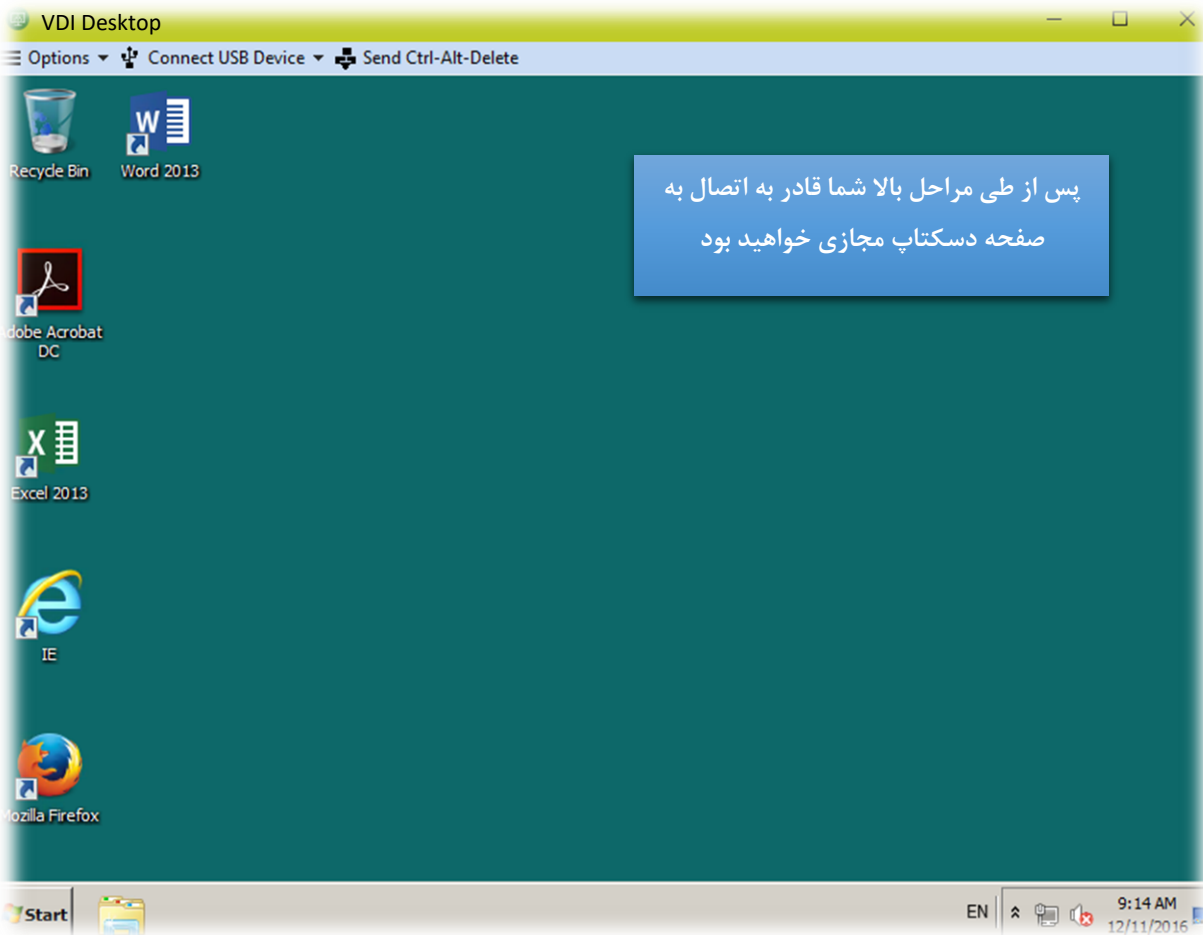 VDI Desktop
Options Connect USB Device Send Ctrl-Alt-Delete
Recycle Bin
Word 2013
پس از طی مراحل بالا شما قادر به اتصال به
صفحه دسکتاپ مجازی خواهید بود
Adobe Acrobat
DC
Excel 2013
IE
Mozilla Firefox
Start
EN
9:14 AM
12/11/2016